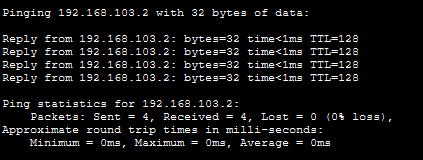 Pinging 192.168.103.2 with 32 bytes of data:
Reply from 192.168.103.2: bytes=32 time<1ms TTL=128
Reply from 192.168.103.2: bytes=32 time<1ms TTL=128
Reply from 192.168.103.2: bytes=32 time<1ms TTL=128
Reply from 192.168.103.2: bytes=32 time<1ms TTL=128
Ping statistics for 192.168.103.2:
Packets: Sent = 4, Received = 4, Lost = 0 (0% loss),
Approximate round trip times in milli-seconds:
Minimum = 0ms, Maximum = 0ms, Average = 0ms